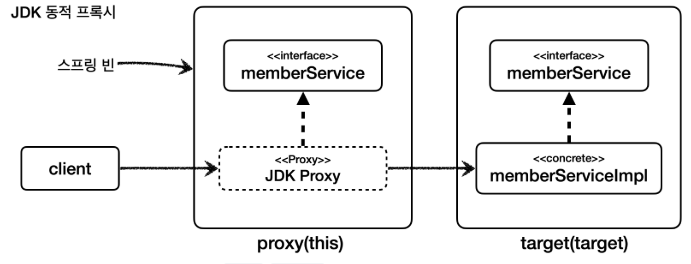 JDK 동적 프록시
스프링 빈
<<interface>>
memberService
<<interface>>
memberService
client
<<Proxy>>
JDK Proxy
<<concrete>>
memberServiceImpl
proxy(this)
target(target)